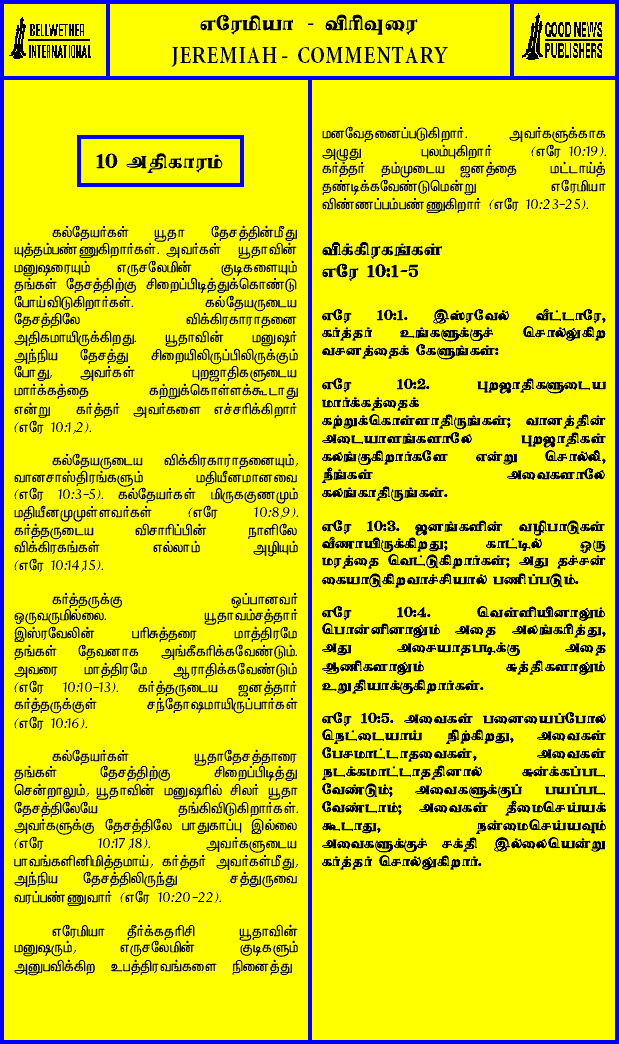 BELLWETHER
INTERNATIONAL
எரேமியா - விரிவுரை
JEREMIAH - COMMENTARY
GOOD NEWS
PUBLISHERS
10 அதிகாரம்
கல்தேயர்கள் யூதா தேசத்தின்மீது
யுத்தம்பண்ணுகிறார்கள். அவர்கள் யூதாவின்
மனுஷரையும் எருசலேமின் குடிகளையும்
தங்கள் தேசத்திற்கு சிறைப்பிடித்துக்கொண்டு
போய்விடுகிறார்கள். கல்தேயருடைய
தேசத்திலே விக்கிரகாராதனை
அதிகமாயிருக்கிறது. யூதாவின் மனுஷர்
அந்நிய தேசத்து சிறையிலிருப்பிலிருக்கும்
போது, அவர்கள் புறஜாதிகளுடைய
மார்க்கத்தை கற்றுக்கொள்ளக்கூடாது
என்று கர்த்தர் அவர்களை எச்சரிக்கிறார்
(எரே 10:1,2).
கல்தேயருடைய விக்கிரகாராதனையும்,
வானசாஸ்திரங்களும் மதியீனமானவை
(எரே 10:3-5). கல்தேயர்கள் மிருககுணமும்
மதியீனமுமுள்ளவர்கள் (எரே 10:8,9).
கர்த்தருடைய விசாரிப்பின் நாளிலே
விக்கிரகங்கள் எல்லாம் அழியும்
(எரே 10:14,15).
கர்த்தருக்கு ஒப்பானவர்
ஒருவருமில்லை. யூதாவம்சத்தார்
இஸ்ரவேலின் பரிசுத்தரை மாத்திரமே
தங்கள் தேவனாக அங்கீகரிக்கவேண்டும்.
அவரை மாத்திரமே ஆராதிக்கவேண்டும்
(எரே 10:10-13). கர்த்தருடைய ஜனத்தார்
கர்த்தருக்குள் சந்தோஷமாயிருப்பார்கள்
(எரே 10:16).
கல்தேயர்கள் யூதாதேசத்தாரை
தங்கள் தேசத்திற்கு சிறைப்பிடித்து
சென்றாலும், யூதாவின் மனுஷரில் சிலர் யூதா
தேசத்திலேயே தங்கிவிடுகிறார்கள்.
அவர்களுக்கு தேசத்திலே பாதுகாப்பு இல்லை
(எரே 10:17,18). அவர்களுடைய
பாவங்களினிமித்தமாய், கர்த்தர் அவர்கள்மீது,
அந்நிய தேசத்திலிருந்து சத்துருவை
வரப்பண்ணுவார் (எரே 10:20-22).
எரேமியா தீர்க்கதரிசி யூதாவின்
மனுஷரும், எருசலேமின் குடிகளும்
அனுபவிக்கிற உபத்திரவங்களை நினைத்து
மனவேதனைப்படுகிறார். அவர்களுக்காக
அழுது புலம்புகிறார் (எரே 10:19).
கர்த்தர் தம்முடைய ஜனத்தை மட்டாய்த்
தண்டிக்கவேண்டுமென்று எரேமியா
விண்ணப்பம்பண்ணுகிறார் (எரே 10:23-25).
விக்கிரகங்கள்
எரே 10:1-5
எரே 10:1. இஸ்ரவேல் வீட்டாரே,
கர்த்தர் உங்களுக்குச் சொல்லுகிற
வசனத்தைக் கேளுங்கள்:
எரே 10:2. புறஜாதிகளுடைய
மார்க்கத்தைக்
கற்றுக்கொள்ளாதிருங்கள்; வானத்தின்
அடையாளங்களாலே புறஜாதிகள்
கலங்குகிறார்களே என்று சொல்லி,
நீங்கள் அவைகளாலே
கலங்காதிருங்கள்.
எரே 10:3. ஜனங்களின் வழிபாடுகள்
வீணாயிருக்கிறது; காட்டில் ஒரு
மரத்தை வெட்டுகிறார்கள்; அது தச்சன்
கையாடுகிறவாச்சியால் பணிப்படும்.
எரே 10:4. வெள்ளியினாலும்
பொன்னினாலும் அதை அலங்கரித்து,
அது அசையாதபடிக்கு அதை
ஆணிகளாலும் சுத்திகளாலும்
உறுதியாக்குகிறார்கள்.
எரே 10:5. அவைகள் பனையைப்போல
நெட்டையாய் நிற்கிறது, அவைகள்
பேசமாட்டாதவைகள், அவைகள்
நடக்கமாட்டாததினால் சுன்க்கப்பட
வேண்டும்; அவைகளுக்குப் பயப்பட
வேண்டாம்; அவைகள் தீமைசெய்யக்
கூடாது, நன்மைசெய்யவும்
அவைகளுக்குச் சக்தி இல்லையென்று
கர்த்தர் சொல்லுகிறார்.